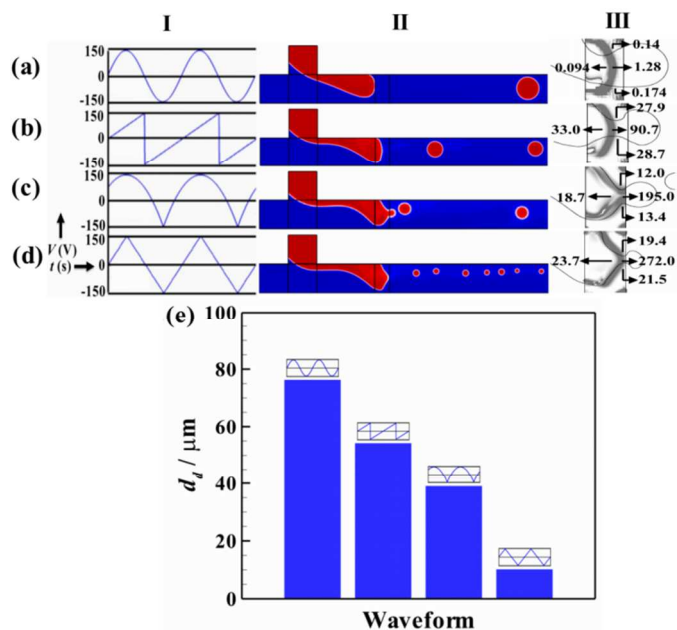 I II III
(a) 150 0 -150 0.094 0.14 1.28 0.174
(b) 150 0 -150 33.0 27.9 90.7 28.7
(c) 150 0 -150 18.7 12.0 195.0 13.4
V (V)
t (s)
(d) 150 0 -150 23.7 19.4 272.0 21.5
(e)
100
80
60
40
20
0
d_d / μm
Waveform